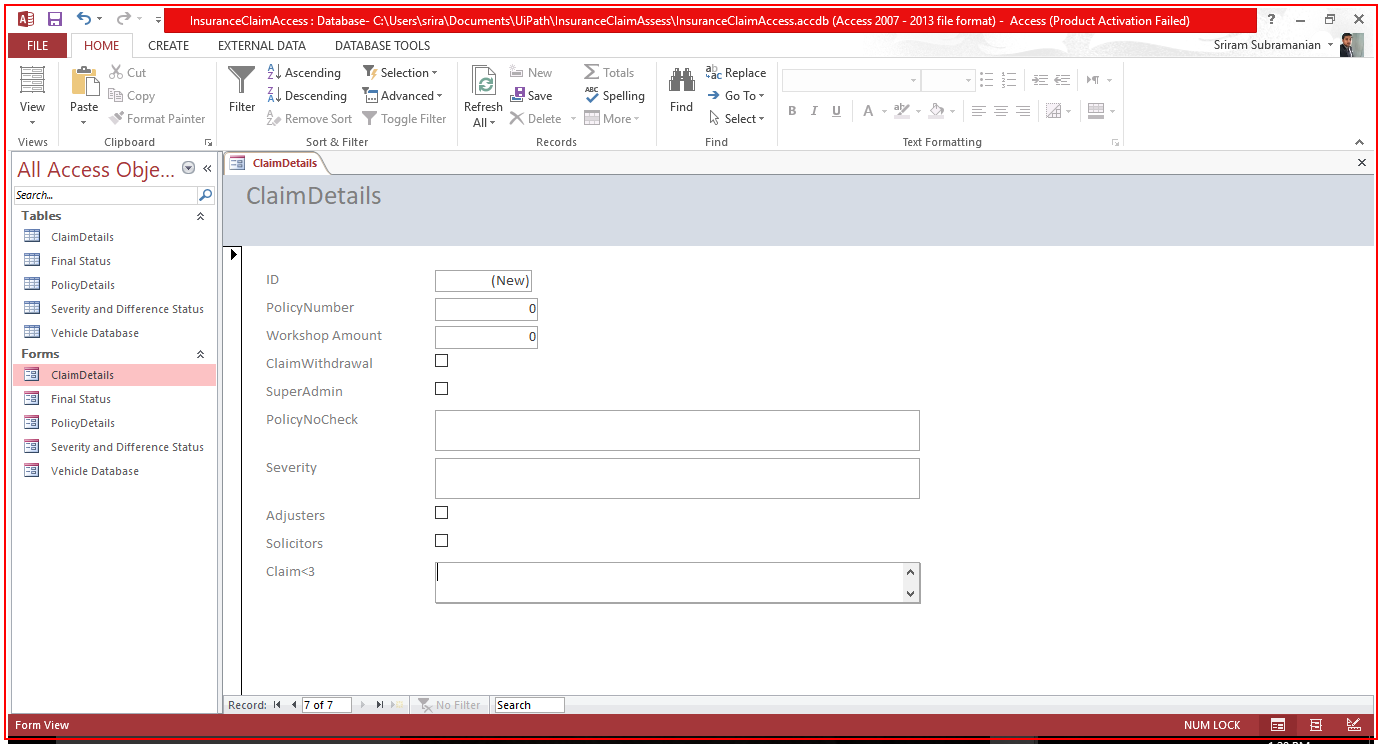 InsuranceClaimAccess : Database- C:\Users\srira\Documents\UiPath\InsuranceClaimAssess\InsuranceClaimAccess.accdb (Access 2007 - 2013 file format) - Access (Product Activation Failed)
FILE HOME CREATE EXTERNAL DATA DATABASE TOOLS Sriram Subramanian
View
Views
Paste
Cut
Copy
Format Painter
Clipboard
Filter
Ascending
Descending
Remove Sort
Selection
Advanced
Toggle Filter
Sort & Filter
Refresh
All
New
Save
Delete
Totals
Spelling
More
Records
Find
Replace
Go To
Select
Find
B I U A
Text Formatting
All Access Obje...
Search...
Tables
ClaimDetails
Final Status
PolicyDetails
Severity and Difference Status
Vehicle Database
Forms
ClaimDetails
Final Status
PolicyDetails
Severity and Difference Status
Vehicle Database
ClaimDetails
ClaimDetails
ID (New)
PolicyNumber 0
Workshop Amount 0
ClaimWithdrawal
SuperAdmin
PolicyNoCheck
Severity
Adjusters
Solicitors
Claim<3
Record: 7 of 7 No Filter Search
Form View NUM LOCK